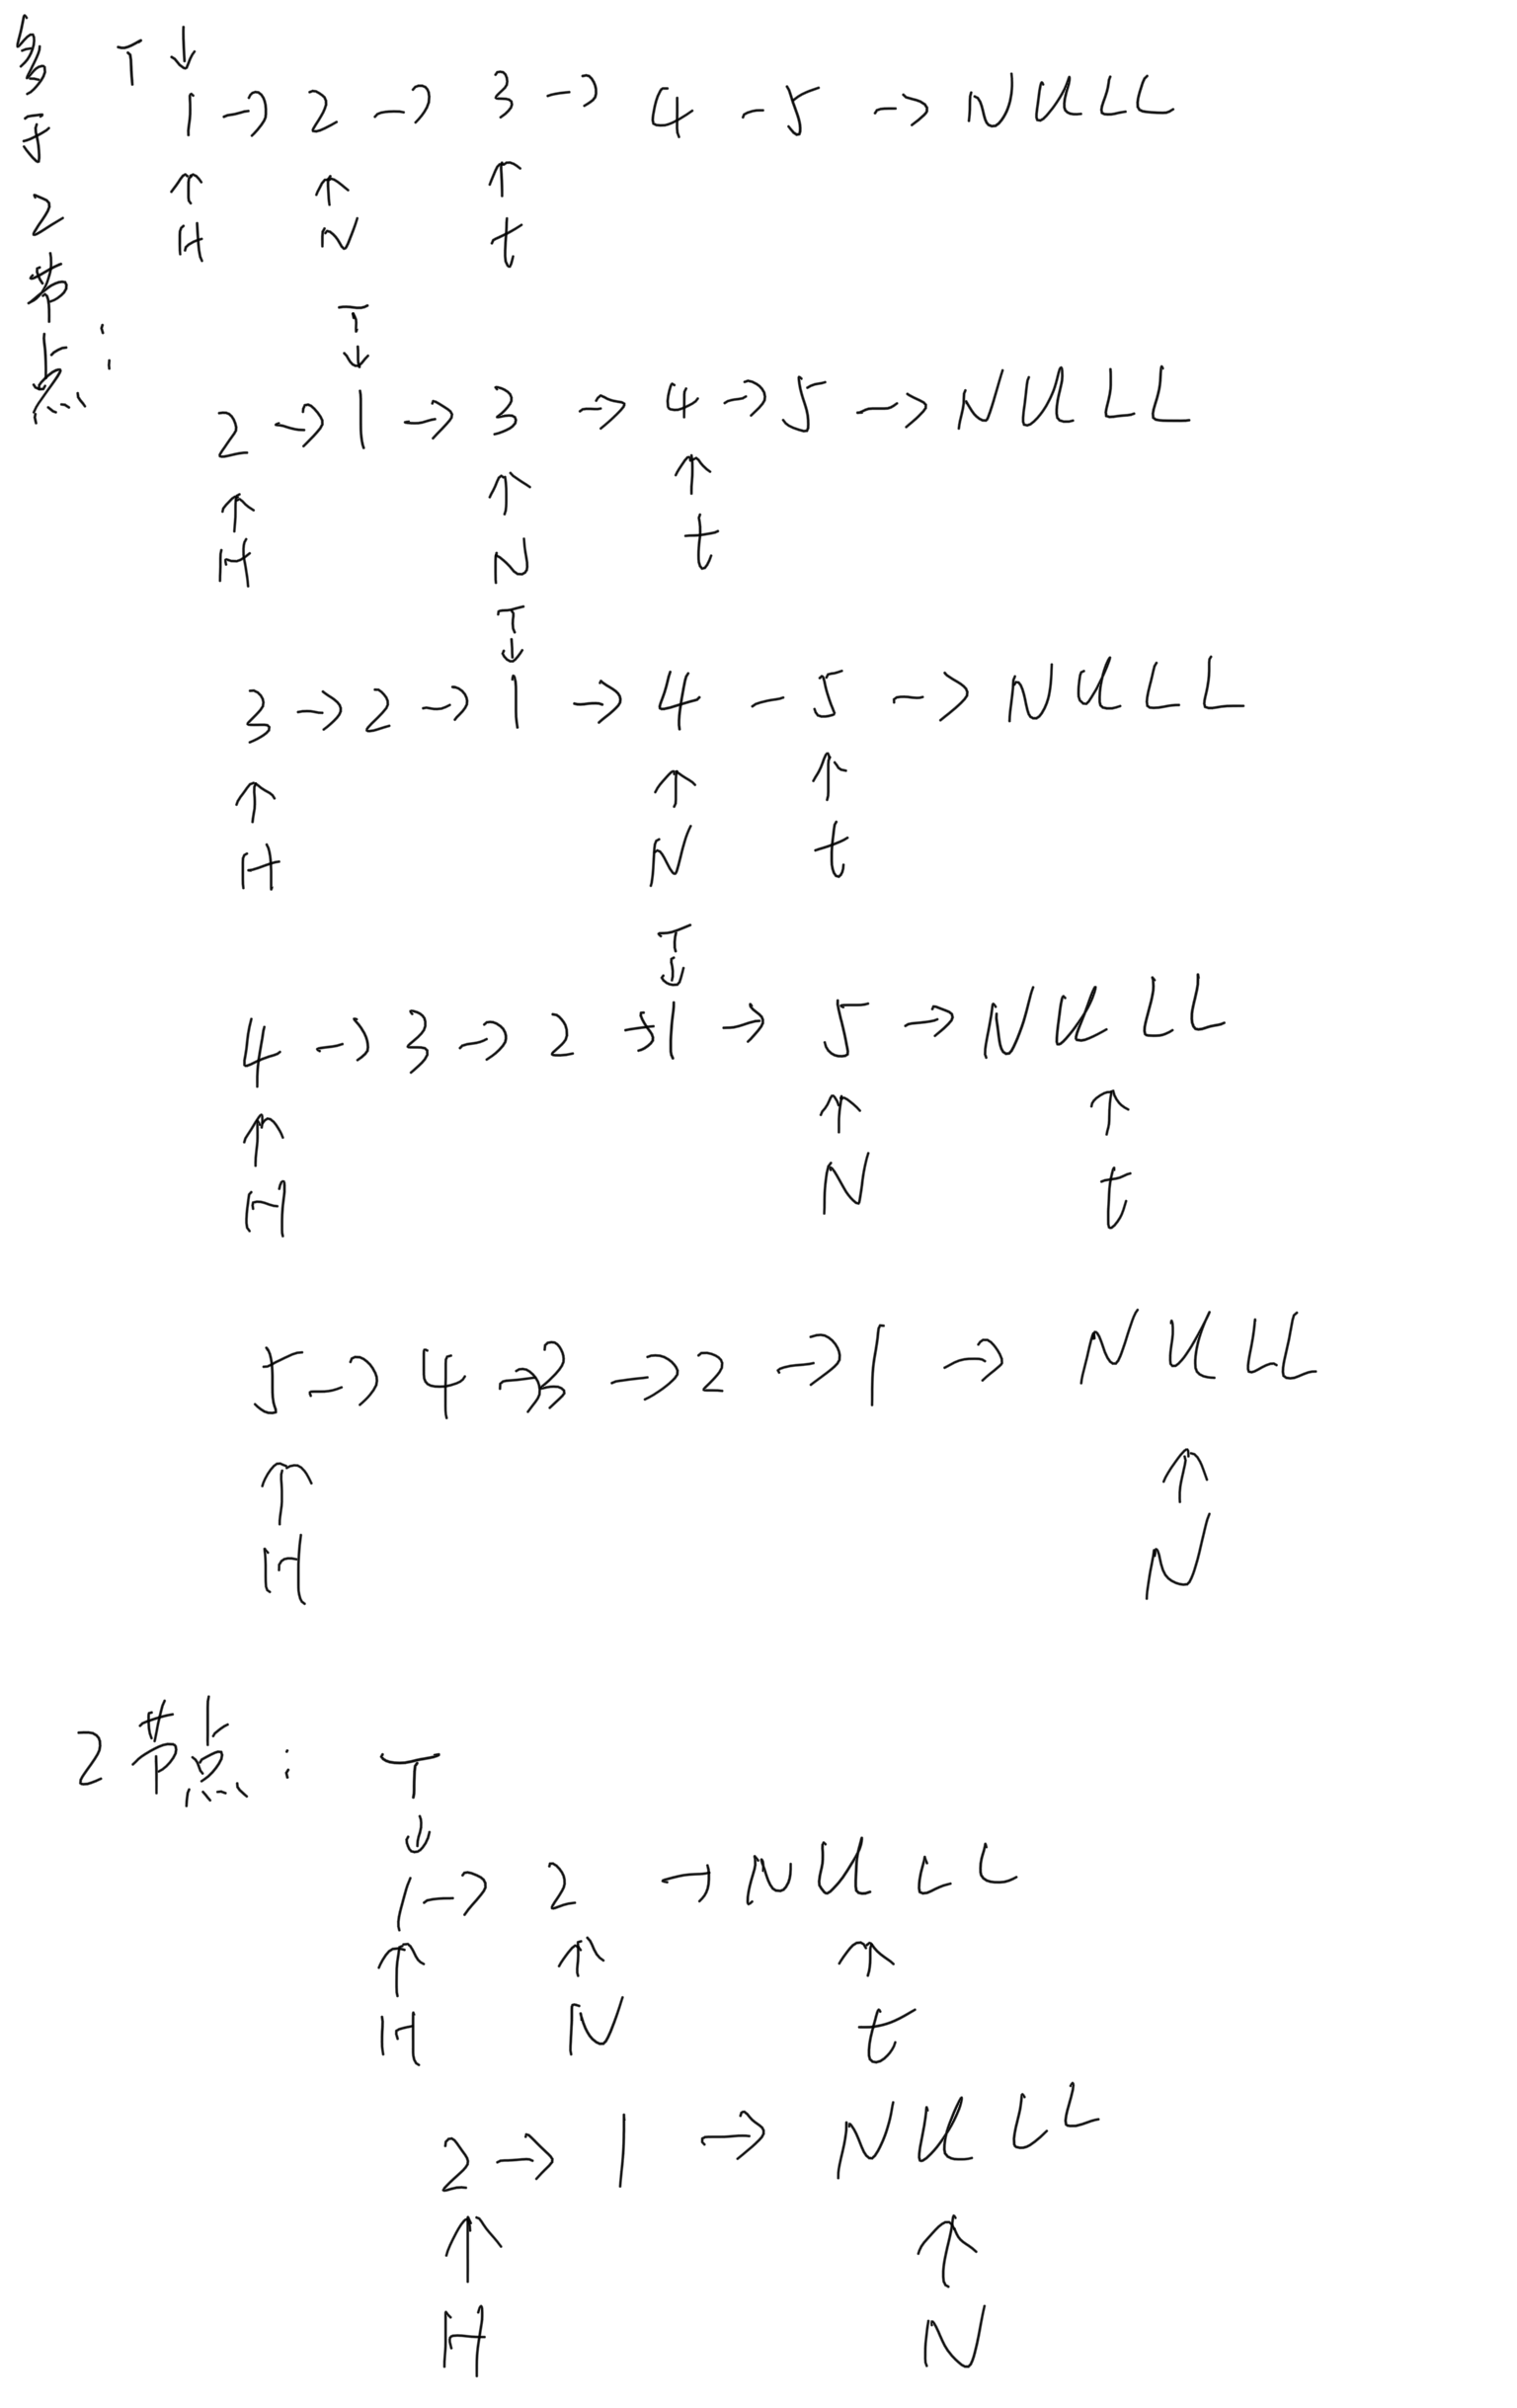 多于2节点:
T↓
1→2→3→4→5→NULL
↑ ↑ ↑
H N t
T
↓
2→1→3→4→5→NULL
↑ ↑ ↑
H N t
T
↓
3→2→1→4→5→NULL
↑ ↑ ↑
H N t
T
↓
4→3→2→1→5→NULL
↑ ↑ ↑
H N t
5→4→3→2→1→NULL
↑ ↑
H N
2节点: T
↓
1→2→NULL
↑ ↑ ↑
H N t
2→1→NULL
↑ ↑
H N